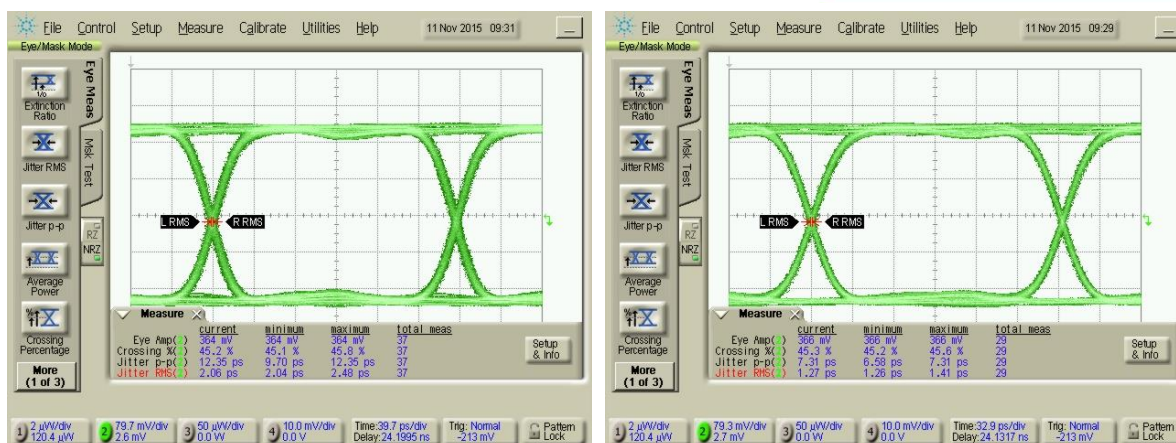 File Control Setup Measure Calibrate Utilities Help 11 Nov 2015 09:31
Eye/Mask Mode
Eye Meas
Msk Test
Extinction
Ratio
Jitter RMS
Jitter p-p
L RMS
R RMS
RZ
NRZ
Average
Power
Crossing
Percentage
More
(1 of 3)
Measure
current minimum maximum total meas
Eye Amp(2) 364 mV 364 mV 364 mV 37
Crossing %(2) 45.2 % 45.1 % 45.8 % 37
Jitter p-p(2) 12.35 ps 9.70 ps 12.35 ps 37
Jitter RMS(2) 2.06 ps 2.04 ps 2.48 ps 37
Setup
& Info
1 2 µW/div 2 79.7 mV/div 3 50 µW/div 4 10.0 mV/div Time:39.7 ps/div Trig: Normal Pattern
120.4 µW 2.6 mV 0.0 W 0.0 V Delay:24.1995 ns -213 mV Lock
File Control Setup Measure Calibrate Utilities Help 11 Nov 2015 09:29
Eye/Mask Mode
Eye Meas
Msk Test
Extinction
Ratio
Jitter RMS
Jitter p-p
L RMS
R RMS
RZ
NRZ
Average
Power
Crossing
Percentage
More
(1 of 3)
Measure
current minimum maximum total meas
Eye Amp(2) 366 mV 366 mV 366 mV 29
Crossing %(2) 45.3 % 45.2 % 45.6 % 29
Jitter p-p(2) 7.31 ps 6.58 ps 7.31 ps 29
Jitter RMS(2) 1.27 ps 1.26 ps 1.41 ps 29
Setup
& Info
1 2 µW/div 2 79.3 mV/div 3 50 µW/div 4 10.0 mV/div Time:32.9 ps/div Trig: Normal Pattern
120.4 µW 2.7 mV 0.0 W 0.0 V Delay:24.1317 ns -213 mV Lock